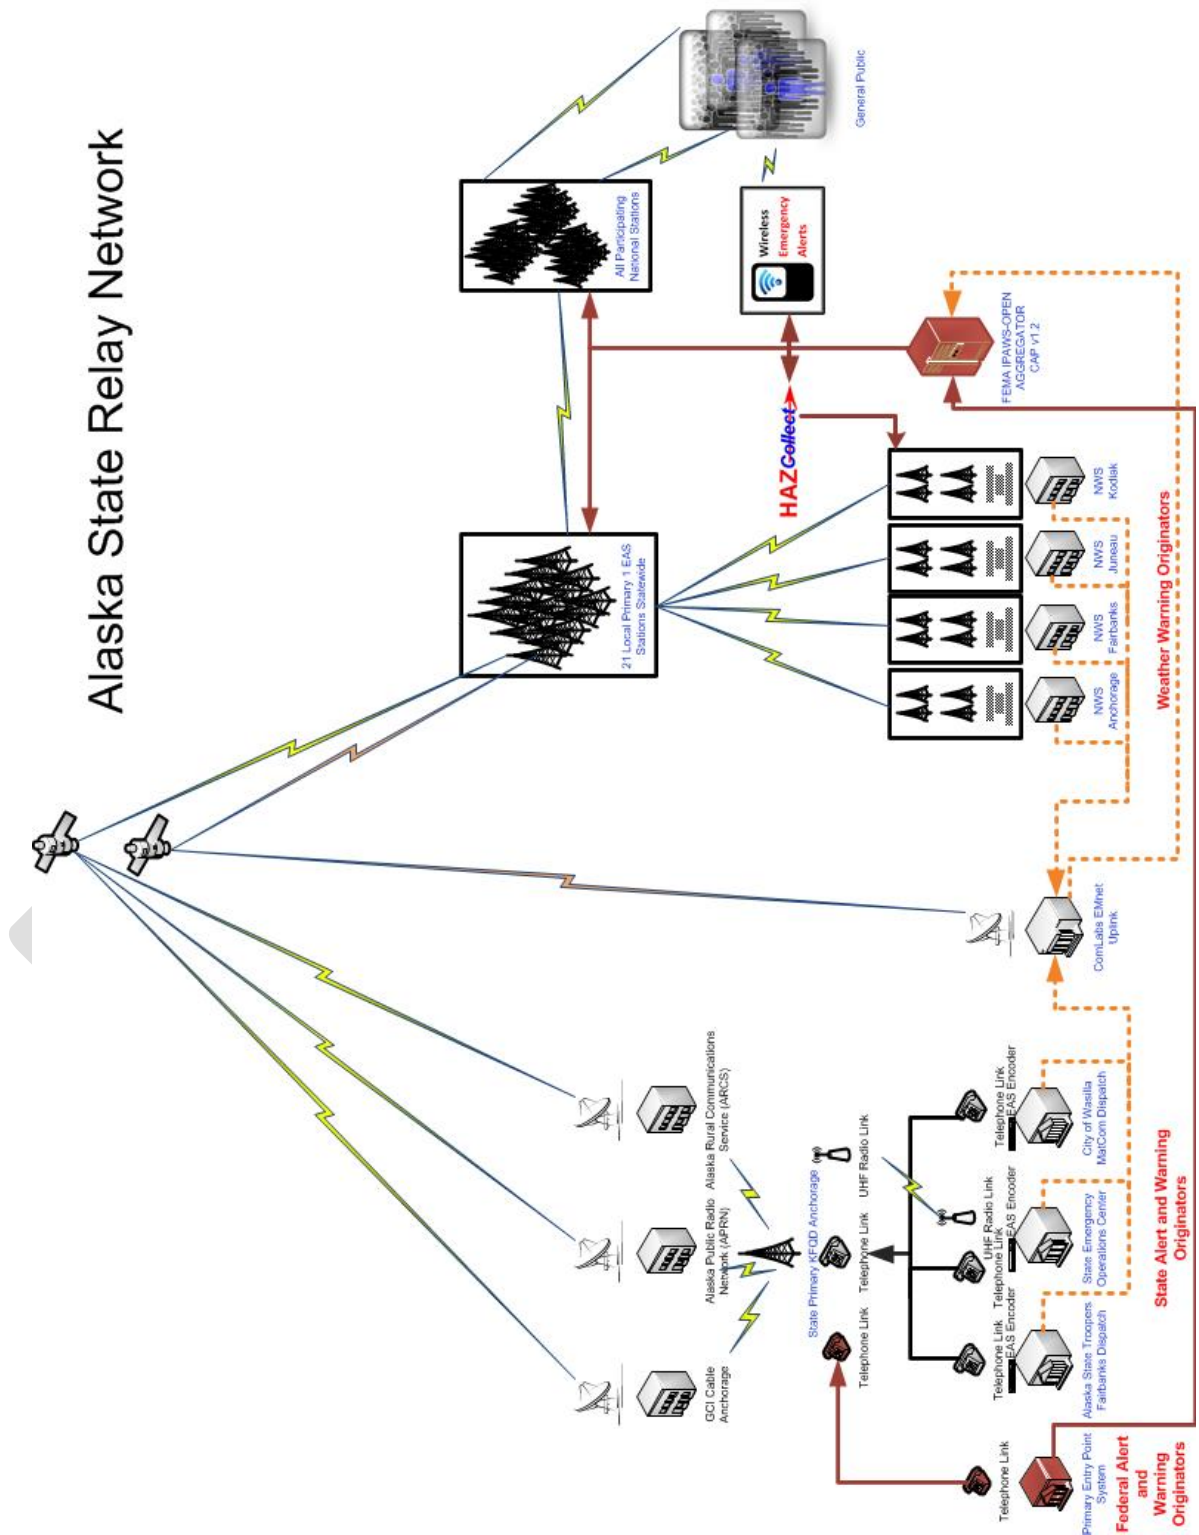 Alaska State Relay Network
General Public
All Participating
National Stations
Wireless
Emergency
Alerts
21 Local Primary 1 EAS
Stations Statewide
HAZCollect
FEMA IPAWS-OPEN
AGGREGATOR
CAP v1.2
NWS
Anchorage
NWS
Fairbanks
NWS
Juneau
NWS
Kodiak
Weather Warning Originators
ComLabs EMnet
Uplink
GCI Cable
Anchorage
Alaska Public Radio
Network (APRN)
Alaska Rural Communications
Service (ARCS)
State Primary KFQD Anchorage
Telephone Link
Telephone Link
UHF Radio Link
UHF Radio Link
Telephone Link
Telephone Link
EAS Encoder
Telephone Link
EAS Encoder
Telephone Link
EAS Encoder
Primary Entry Point
System
Alaska State Troopers
Fairbanks Dispatch
State Emergency
Operations Center
City of Wasilla
MatCom Dispatch
Federal Alert
and
Warning
Originators
State Alert and Warning
Originators